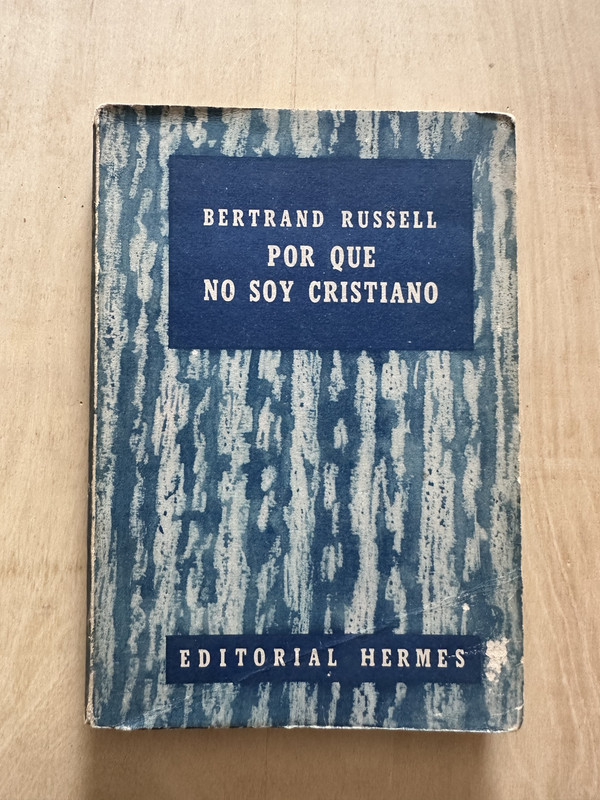 BERTRAND RUSSELL
POR QUE
NO SOY CRISTIANO
EDITORIAL HERMES